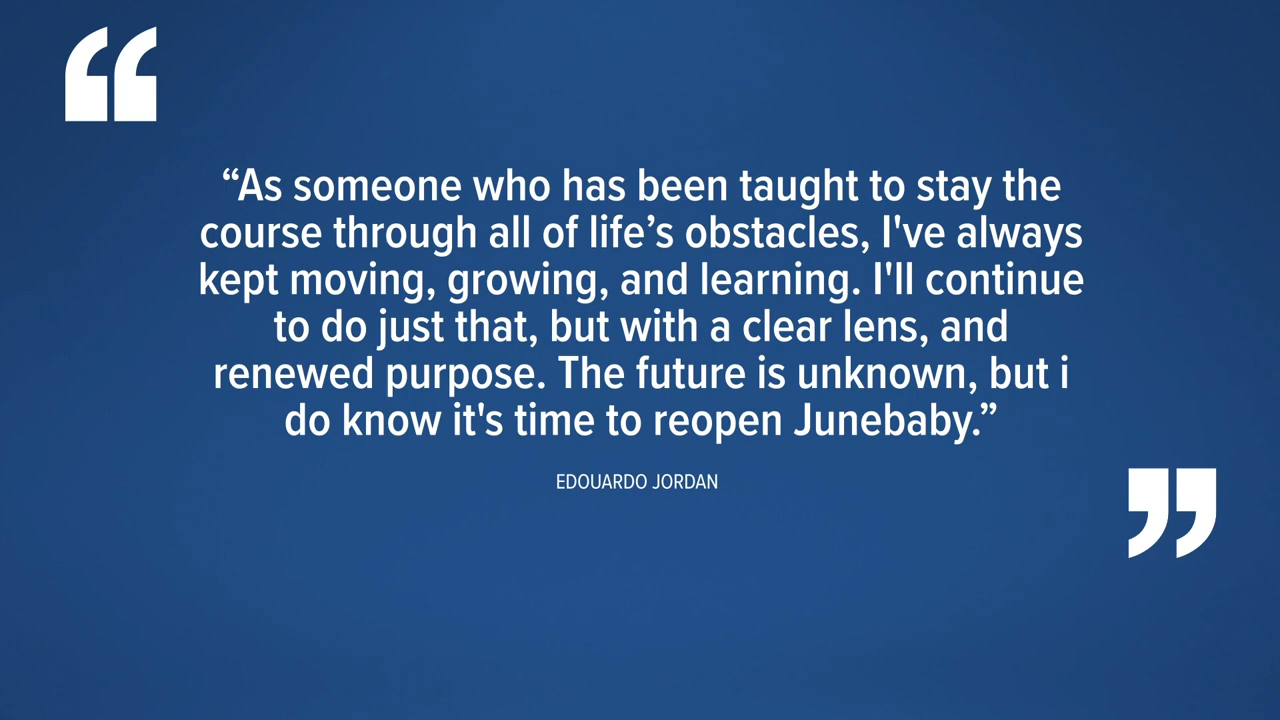 “As someone who has been taught to stay the
course through all of life’s obstacles, I've always
kept moving, growing, and learning. I'll continue
to do just that, but with a clear lens, and
renewed purpose. The future is unknown, but i
do know it's time to reopen Junebaby.”
EDOUARDO JORDAN